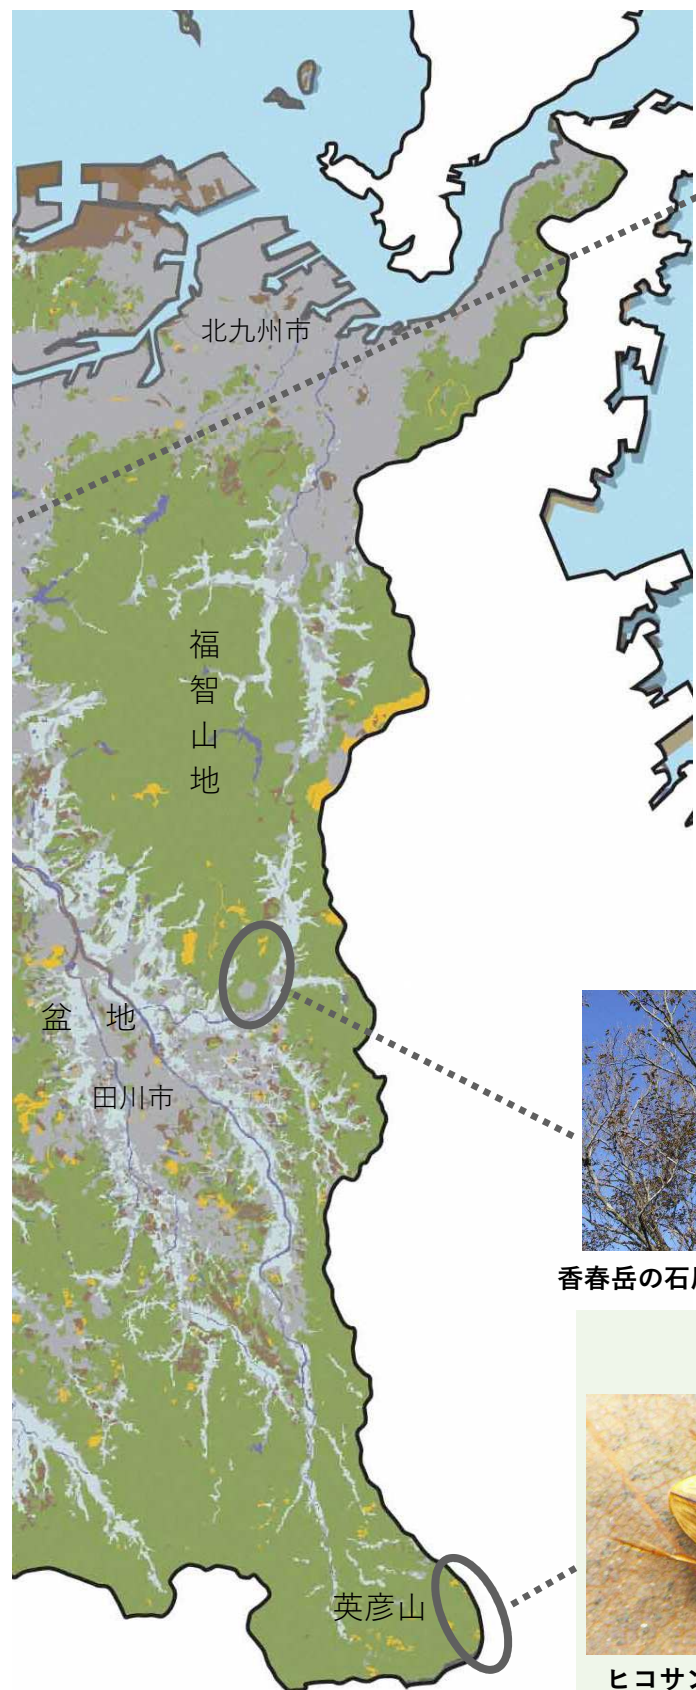 北九州市
福智山地
盆 地
田川市
香春岳の石
英彦山
ヒコサン